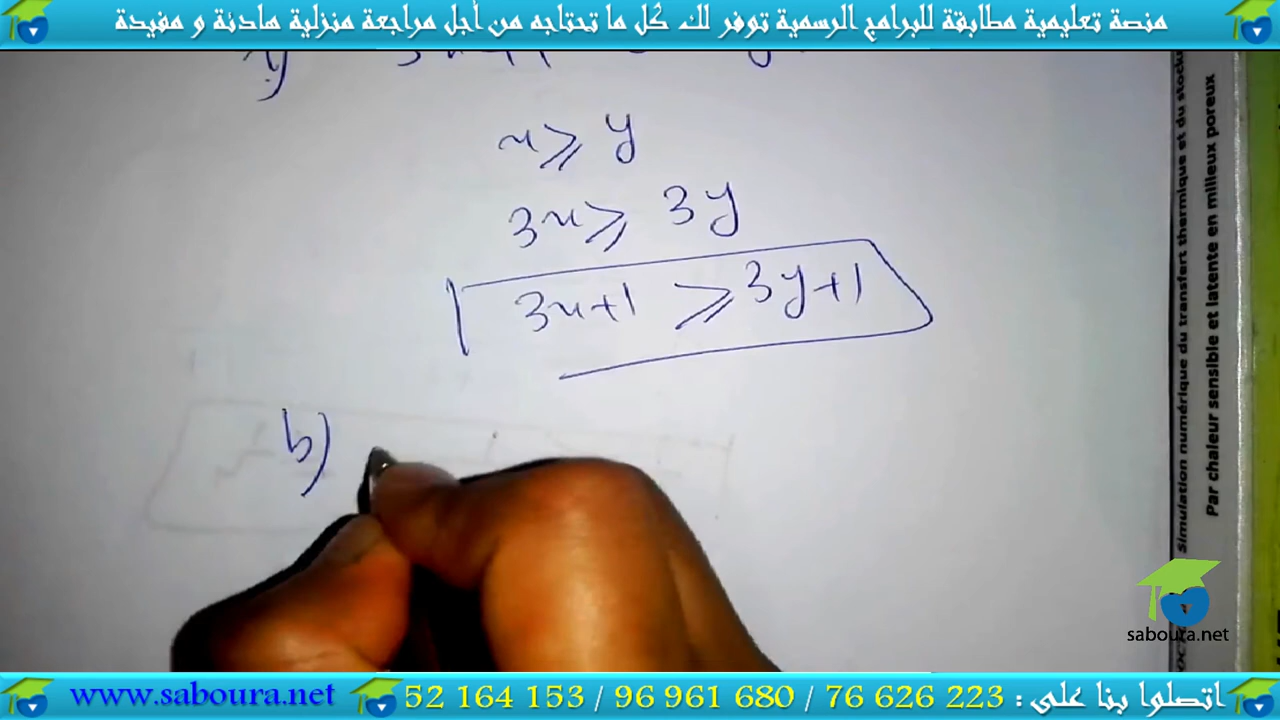 منصة تعليمية مطابقة للبرامج الرسمية توفر لك كل ما تحتاجه من أجل مراجعة منزلية هادئة و مفيدة
x ⩾ y
3x ⩾ 3y
3x+1 ⩾ 3y+1
b)
Simulation numérique du transfert thermique et du
Par chaleur sensible et latente en milieux poreux
saboura.net
www.saboura.net 52 164 153 / 96 961 680 / 76 626 223 : اتصلوا بنا على